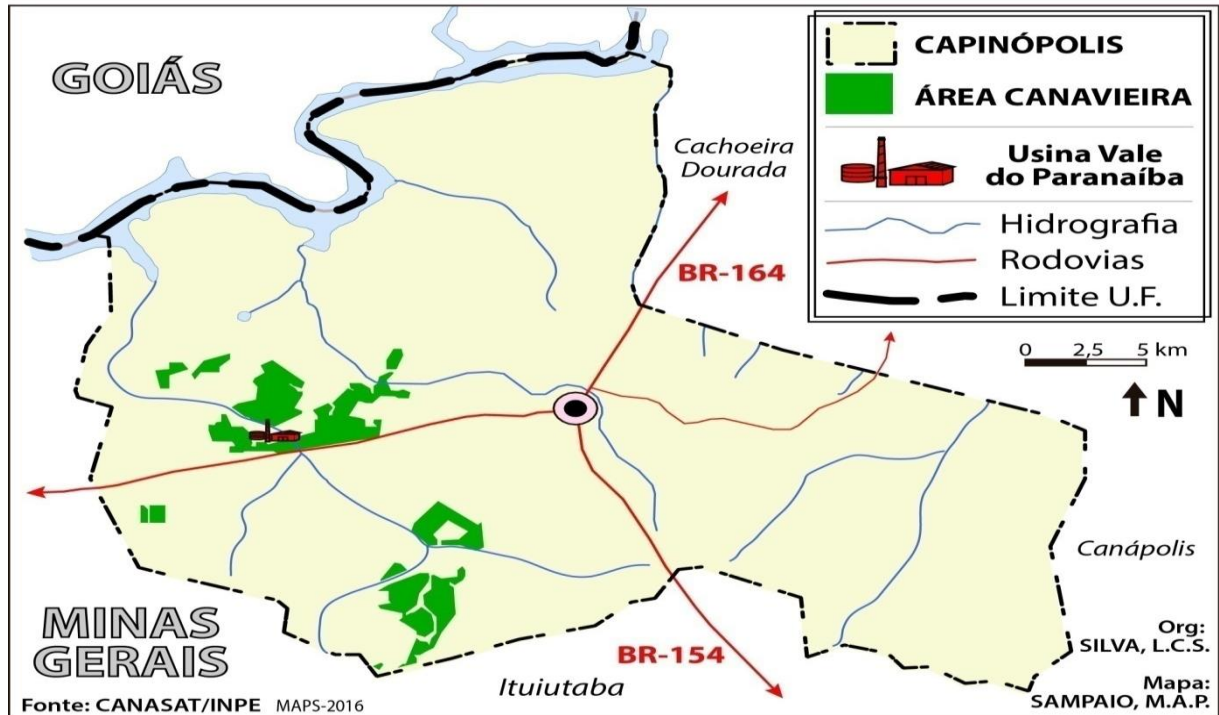 GOIÁS
CAPINÓPOLIS
ÁREA CANAVIEIRA
Usina Vale
do Paranaíba
Hidrografia
Rodovias
Limite U.F.
Cachoeira
Dourada
BR-164
0 2,5 5 km
N
Canápolis
MINAS
GERAIS
BR-154
Ituiutaba
Org:
SILVA, L.C.S.
Mapa:
SAMPAIO, M.A.P.
Fonte: CANASAT/INPE MAPS-2016